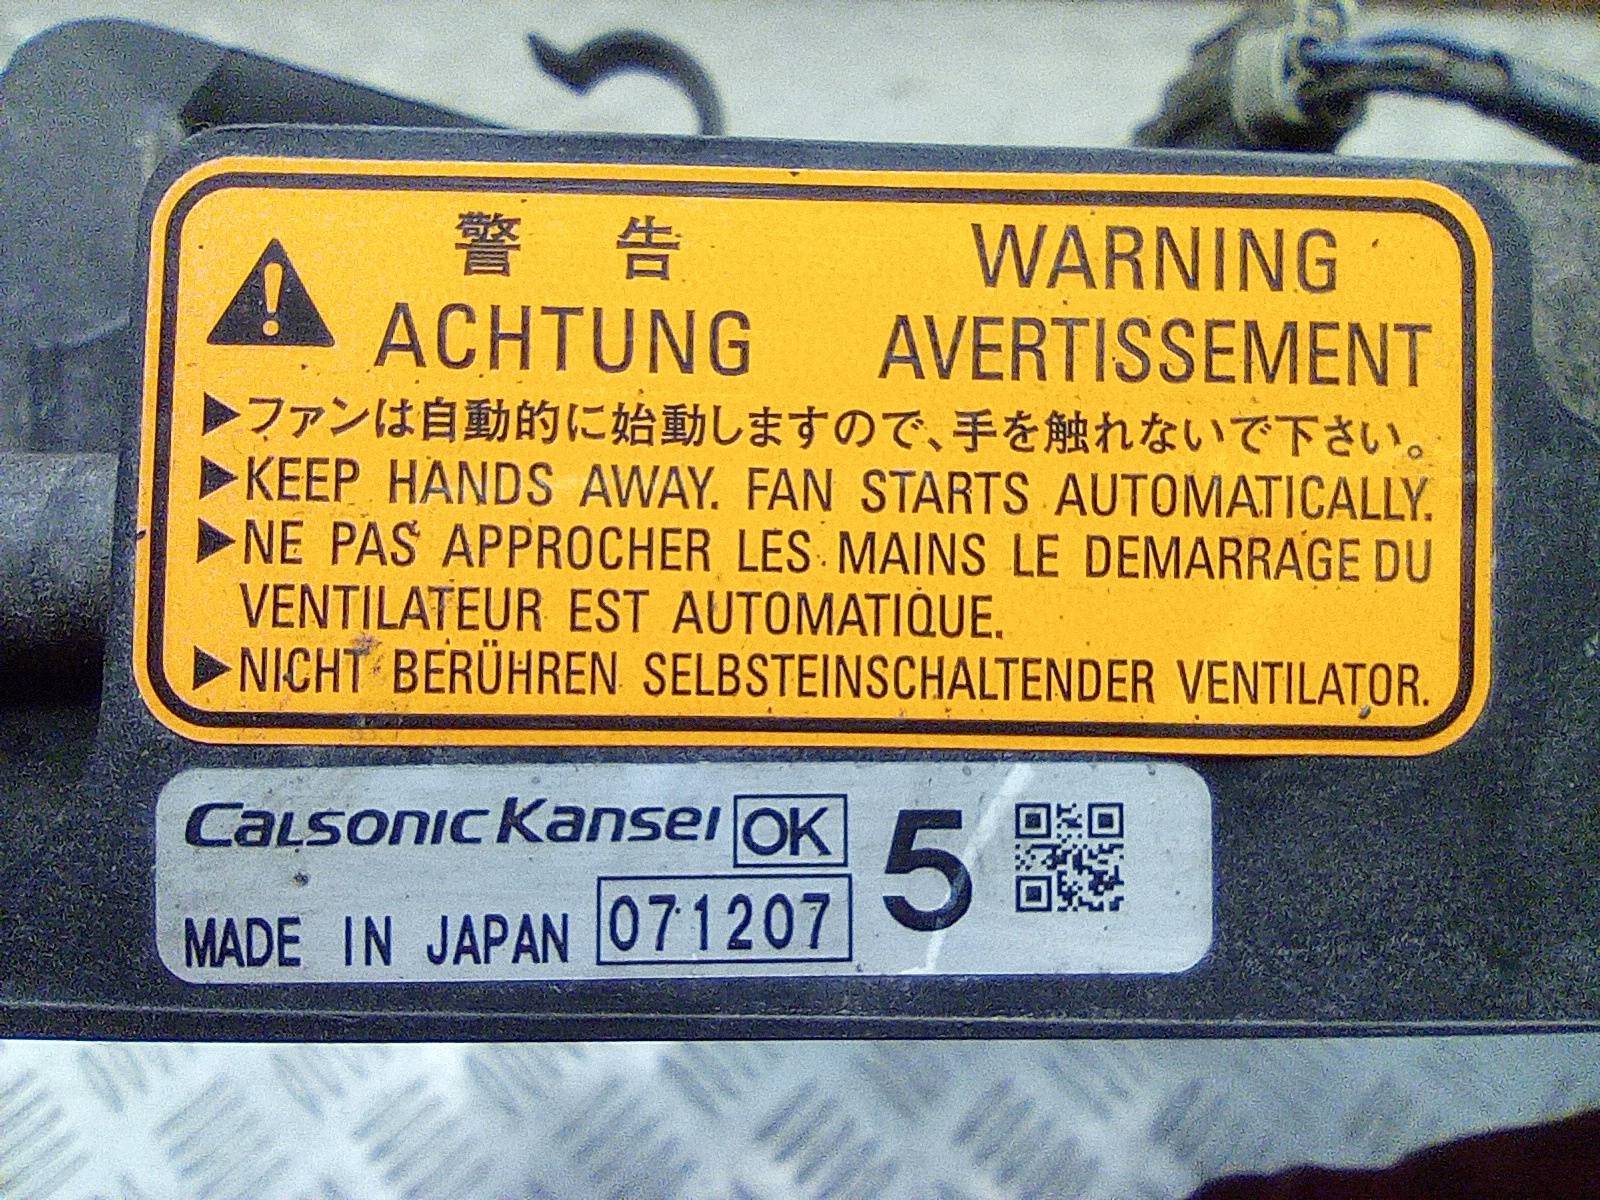 警告 WARNING
ACHTUNG AVERTISSEMENT
▶ファンは自動的に始動しますので、手を触れないで下さい。
▶KEEP HANDS AWAY. FAN STARTS AUTOMATICALLY.
▶NE PAS APPROCHER LES MAINS LE DEMARRAGE DU
VENTILATEUR EST AUTOMATIQUE.
▶NICHT BERÜHREN SELBSTEINSCHALTENDER VENTILATOR.
CALSONIC KANSEI OK 5
MADE IN JAPAN 071207